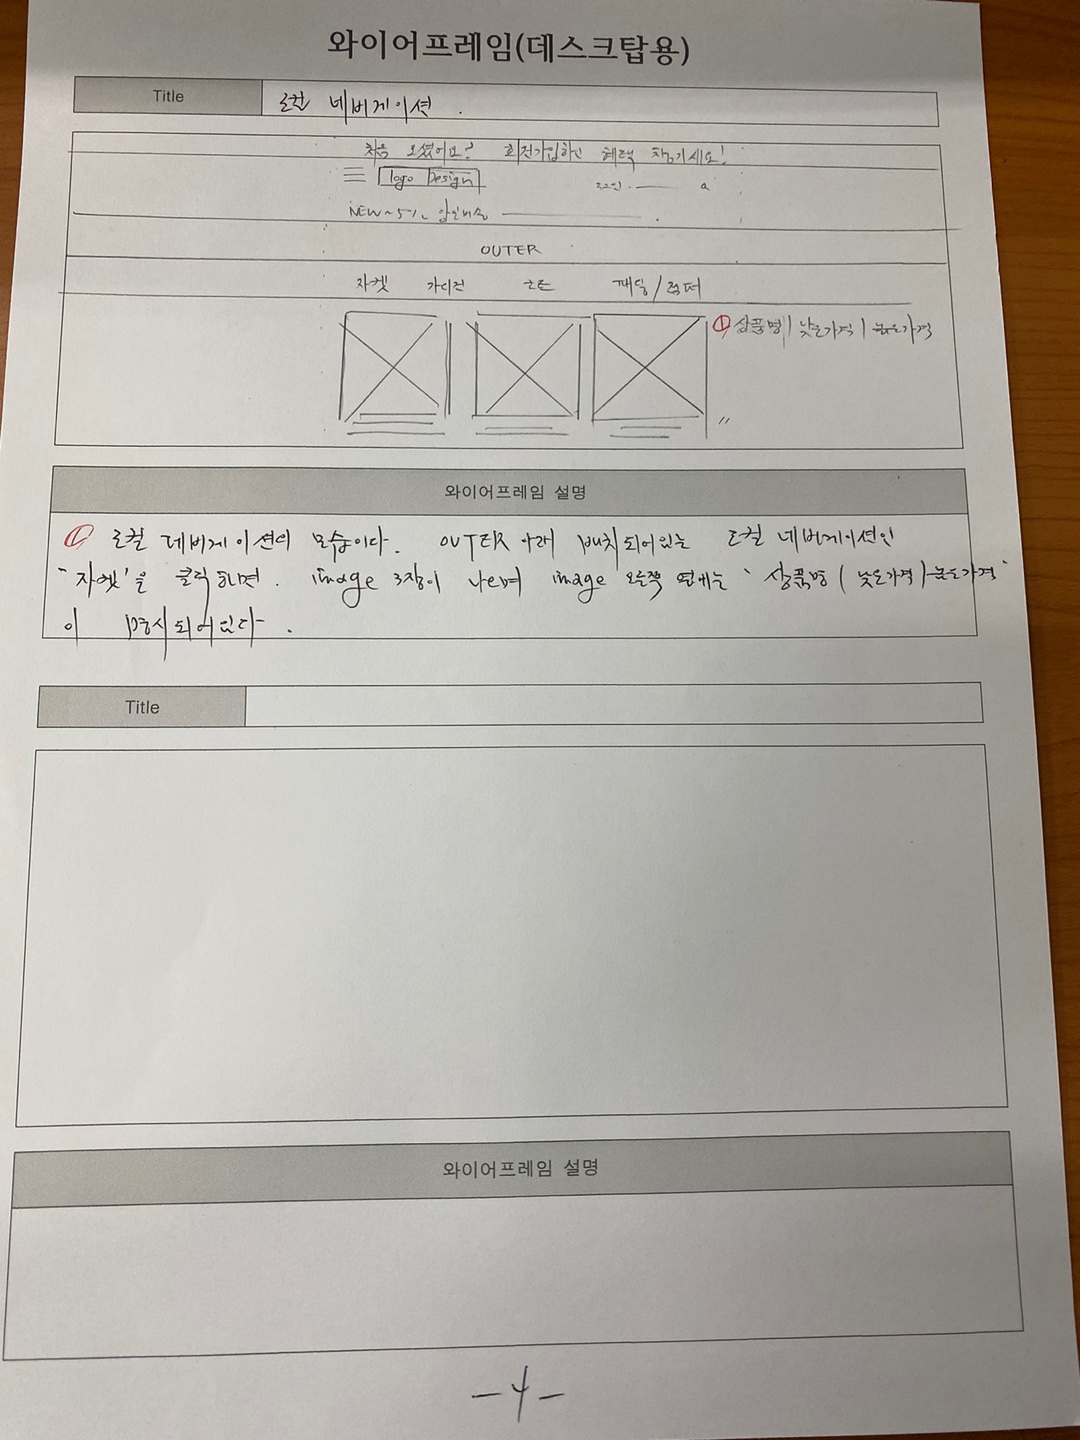 와이어프레임(데스크탑용)
Title
로컬 네비게이션
처음 오셨어요? 회원가입하고 혜택 챙기세요!
logo Design
로그인 Q
NEW ~5% 할인버슨
OUTER
자켓 가디건 코트 패딩/점퍼
① 상품명 | 낮은가격 | 높은가격
와이어프레임 설명
① 로컬 네비게이션의 모습이다. OUTER 아래 배치되어있는 로컬 네비게이션인
'자켓'을 클릭하면. image 3장이 나오며 image 오른쪽 옆에는 '상품명 | 낮은가격 | 높은가격'
이 표시되어있다.
Title
와이어프레임 설명
-4-